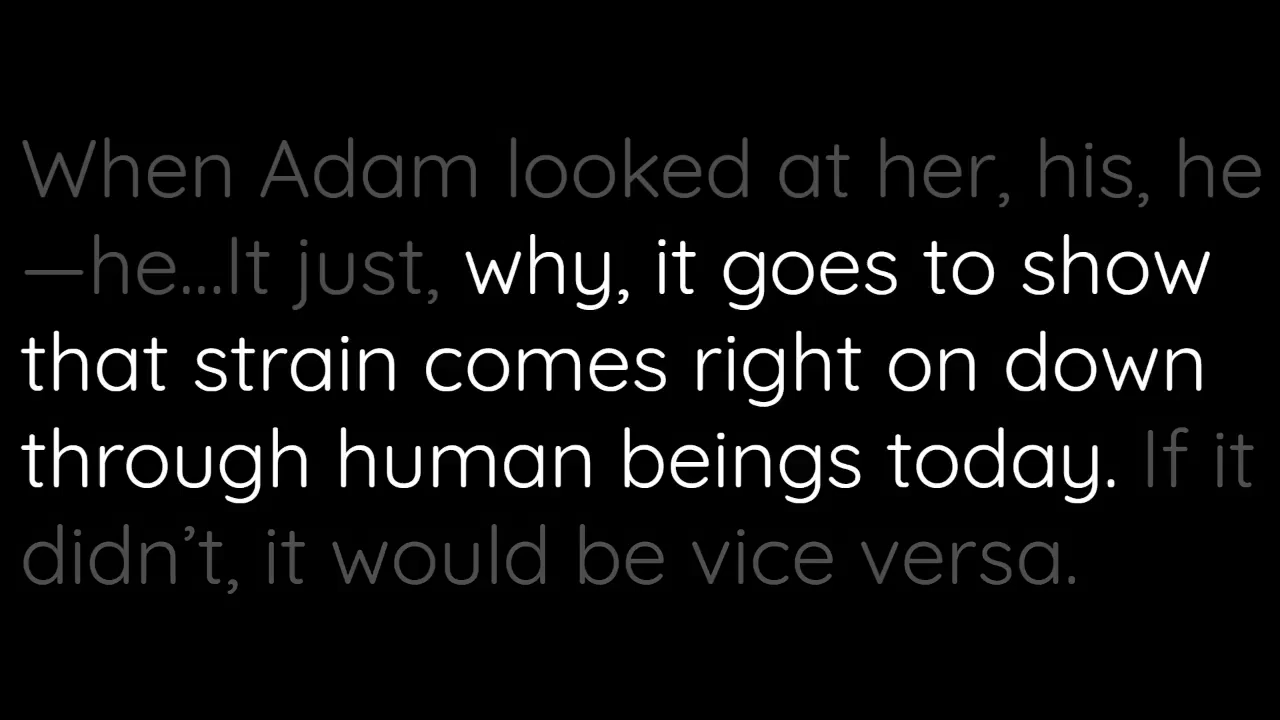 When Adam looked at her, his, he
—he...It just, why, it goes to show
that strain comes right on down
through human beings today. If it
didn’t, it would be vice versa.